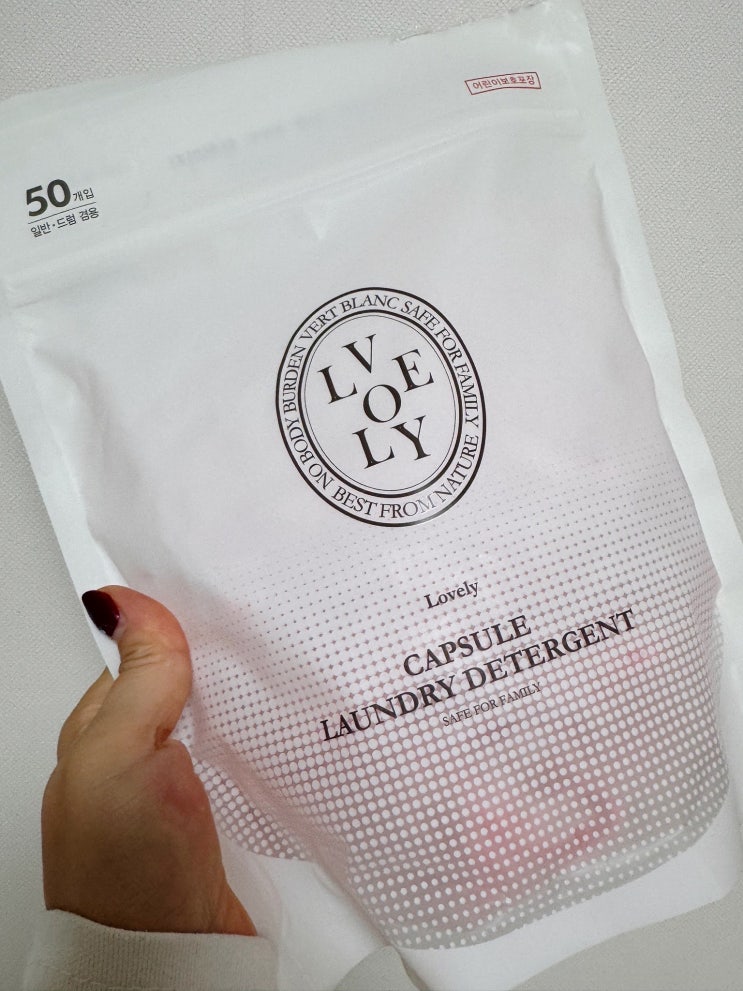 어린이보호포장
50개입
일반·드럼 겸용
NO BODY BURDEN VERT BLANC SAFE FOR FAMILY BEST FROM NATURE
L V E
O
L Y
Lovely
CAPSULE
LAUNDRY DETERGENT
SAFE FOR FAMILY